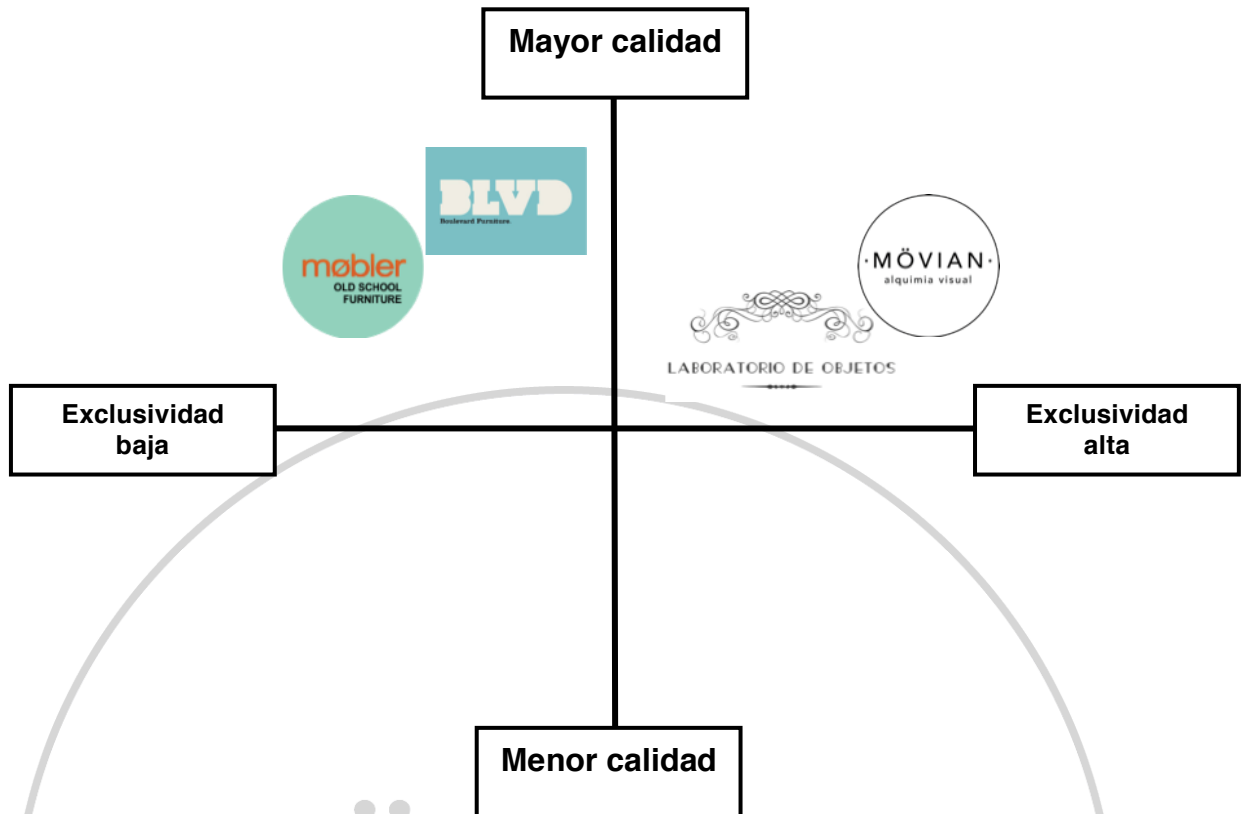 Mayor calidad
BLVD
Boulevard Furniture.
møbler
OLD SCHOOL
FURNITURE
·MÖVIAN·
alquimia visual
LABORATORIO DE OBJETOS
Exclusividad
baja
Exclusividad
alta
Menor calidad